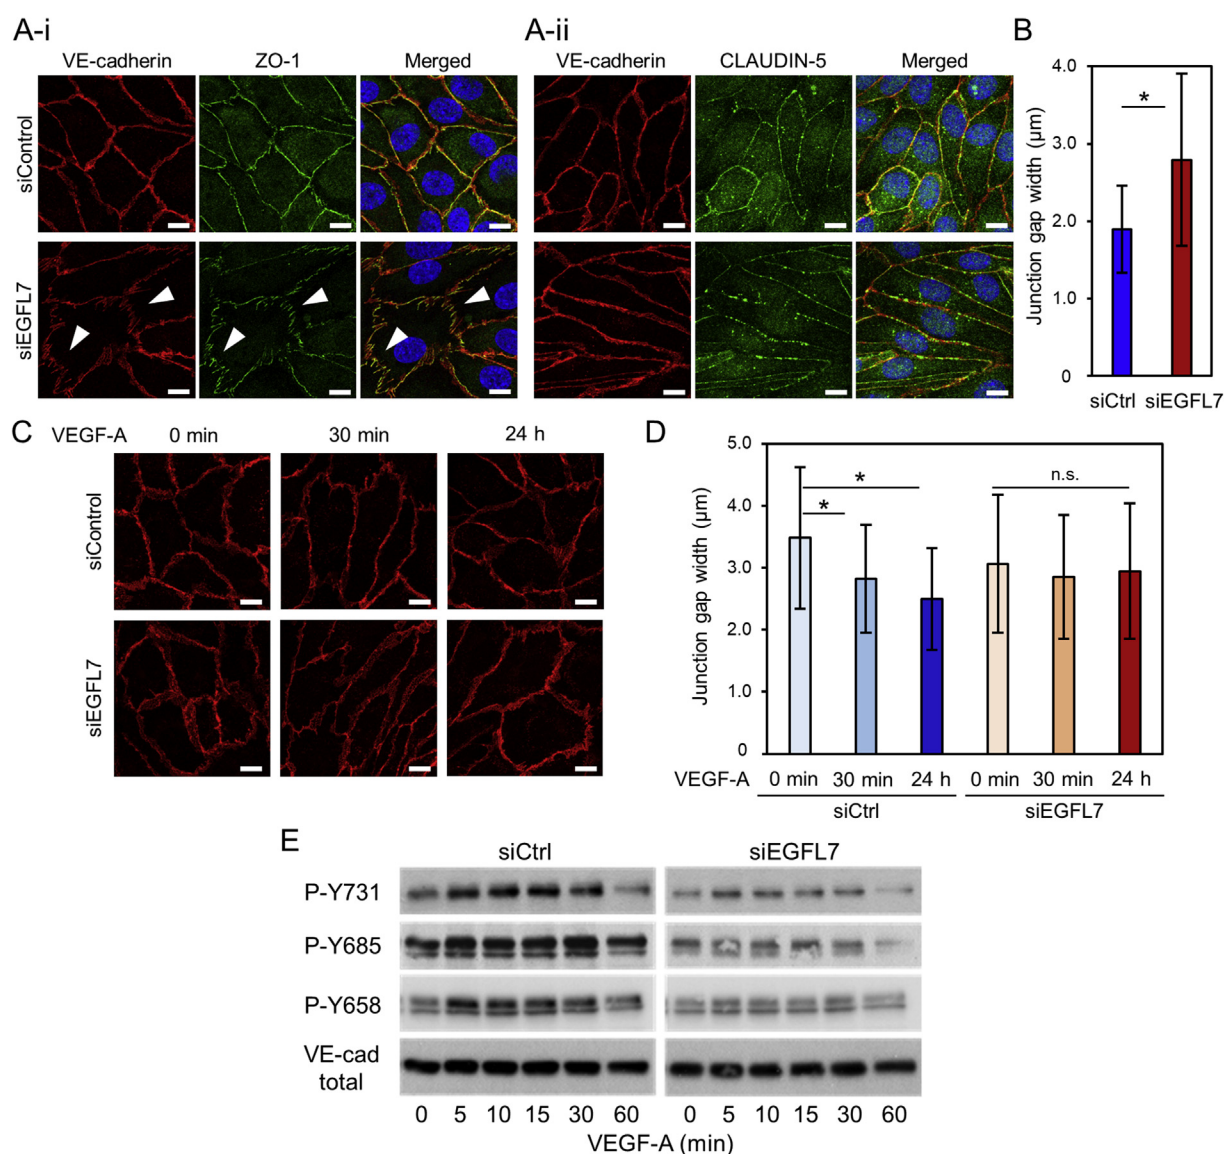 A-i
VE-cadherin ZO-1 Merged
siControl
siEGFL7
A-ii
VE-cadherin CLAUDIN-5 Merged
B
Junction gap width (μm)
4.0
3.0
2.0
1.0
0
*
siCtrl siEGFL7
C
VEGF-A 0 min 30 min 24 h
siControl
siEGFL7
D
Junction gap width (μm)
5.0
4.0
3.0
2.0
1.0
0
*
*
n.s.
VEGF-A 0 min 30 min 24 h 0 min 30 min 24 h
siCtrl siEGFL7
E
siCtrl siEGFL7
P-Y731
P-Y685
P-Y658
VE-cad
total
0 5 10 15 30 60 0 5 10 15 30 60
VEGF-A (min)